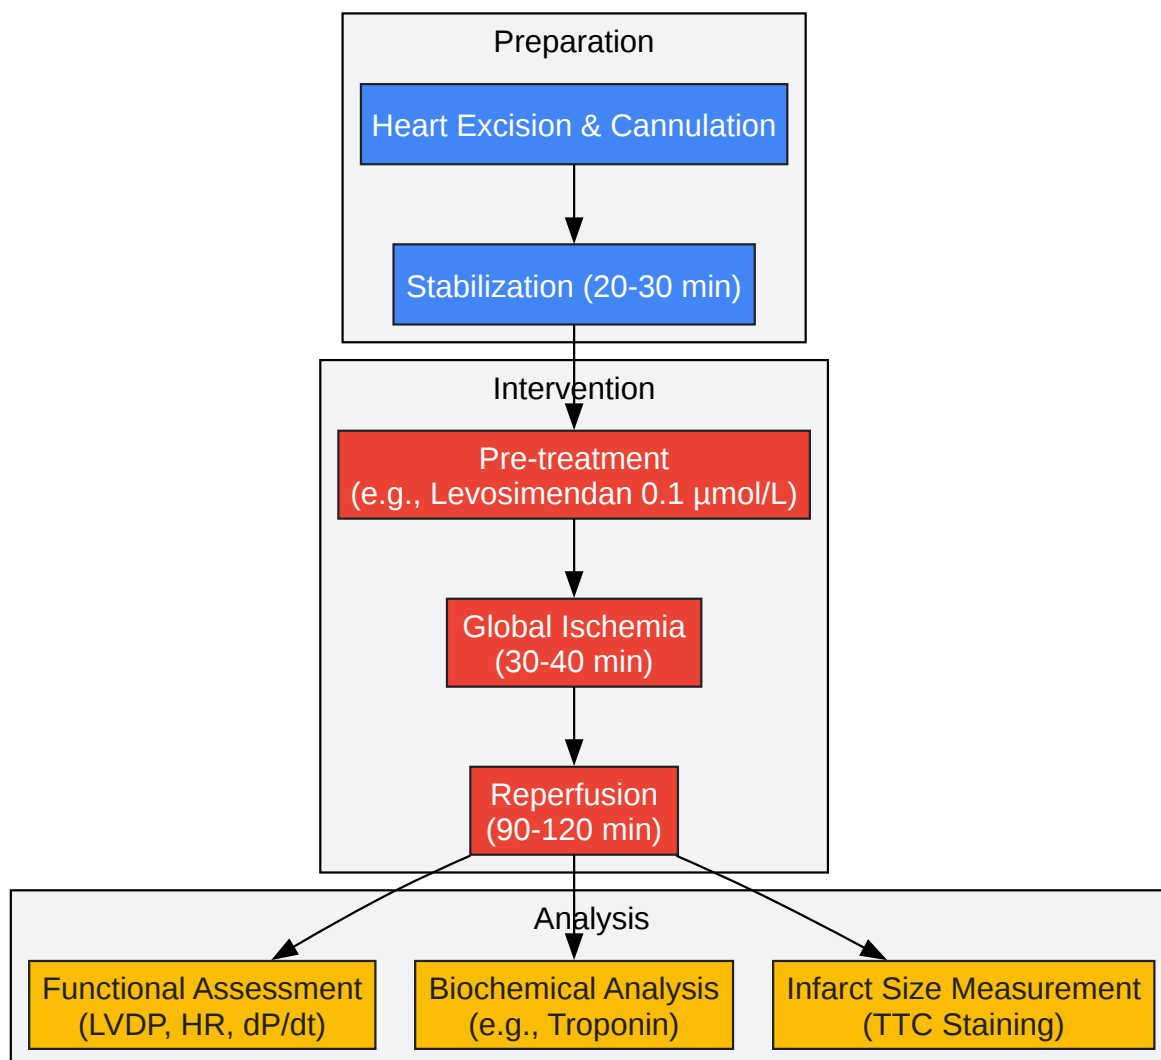 Preparation
Heart Excision & Cannulation
Stabilization (20-30 min)
Intervention
Pre-treatment
(e.g., Levosimendan 0.1 µmol/L)
Global Ischemia
(30-40 min)
Reperfusion
(90-120 min)
Analysis
Functional Assessment
(LVDP, HR, dP/dt)
Biochemical Analysis
(e.g., Troponin)
Infarct Size Measurement
(TTC Staining)